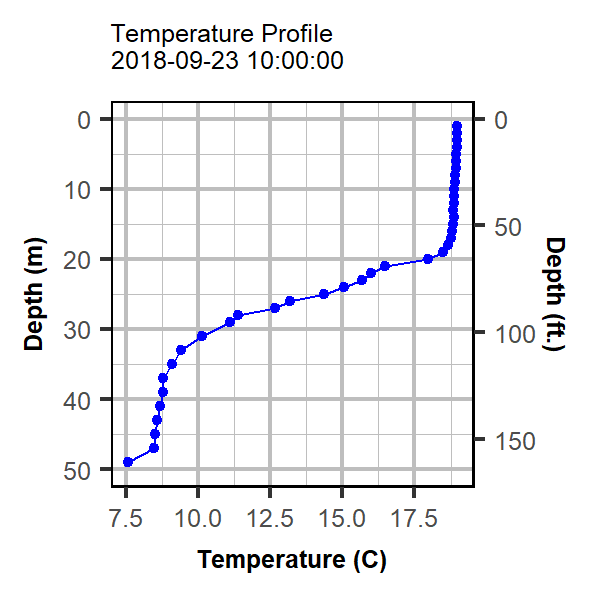 Temperature Profile
2018-09-23 10:00:00
0
10
20
30
40
50
Depth (m)
0
50
100
150
Depth (ft.)
7.5 10.0 12.5 15.0 17.5
Temperature (C)